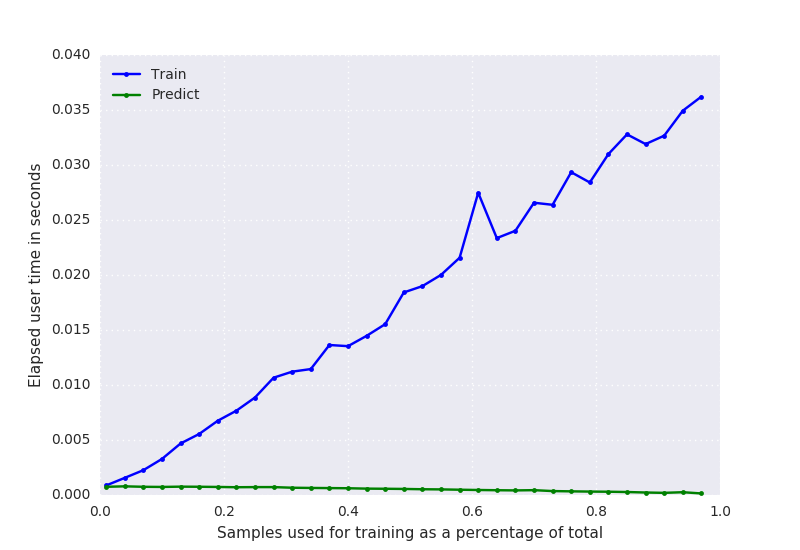 0.040
0.035
0.030
0.025
0.020
0.015
0.010
0.005
0.000
Elapsed user time in seconds
Train
Predict
0.0 0.2 0.4 0.6 0.8 1.0
Samples used for training as a percentage of total